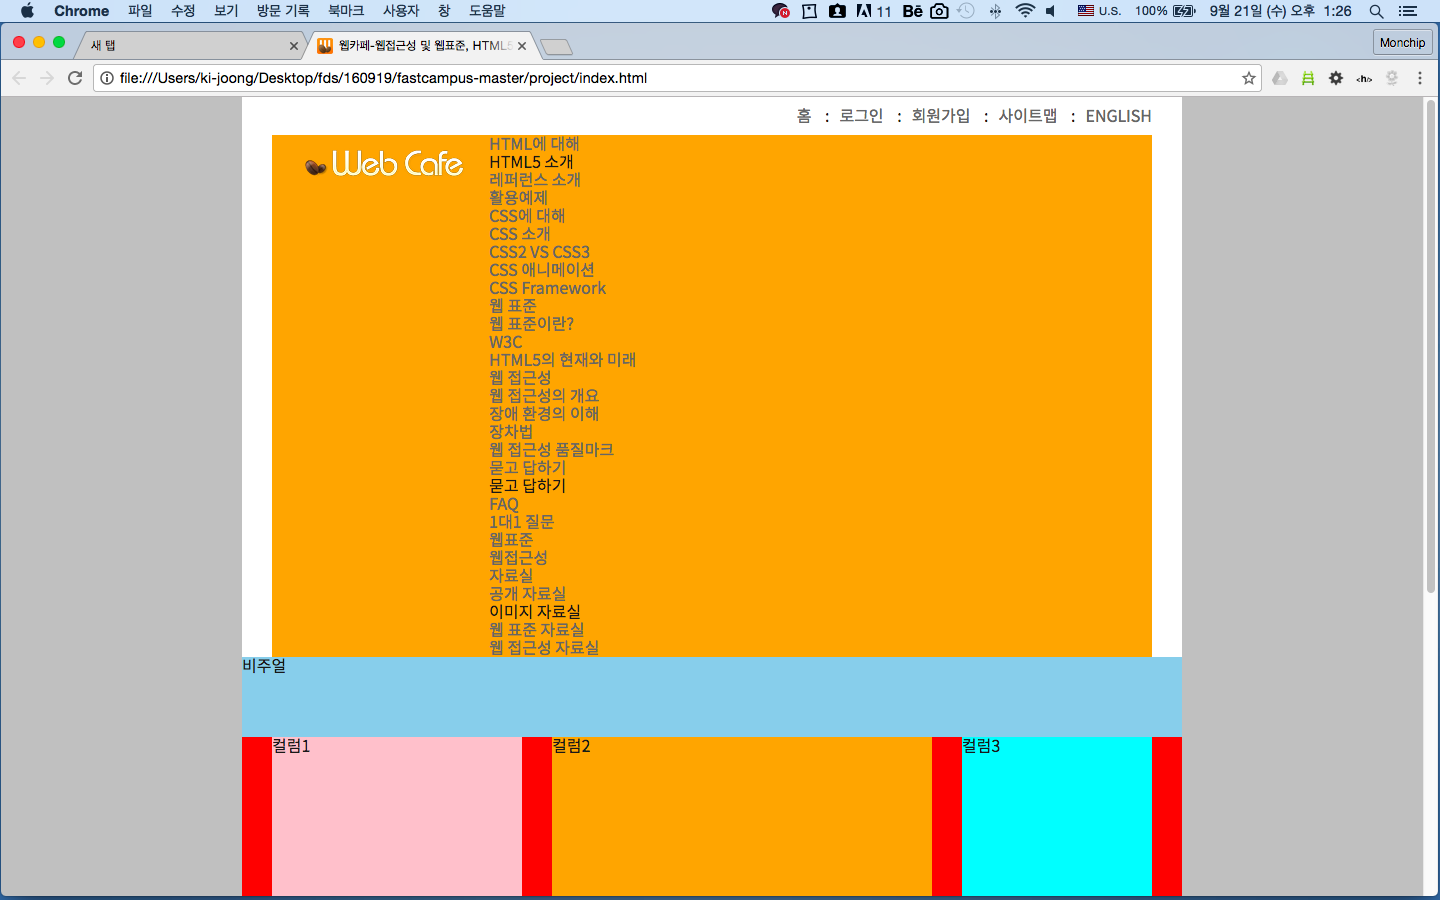 Chrome 파일 수정 보기 방문 기록 북마크 사용자 창 도움말 11 Bē U.S. 100% 9월 21일 (수) 오후 1:26
새 탭 웹카페-웹접근성 및 웹표준, HTML5 Monchip
file:///Users/ki-joong/Desktop/fds/160919/fastcampus-master/project/index.html <h/>
홈 : 로그인 : 회원가입 : 사이트맵 : ENGLISH
Web Cafe
HTML에 대해
HTML5 소개
레퍼런스 소개
활용예제
CSS에 대해
CSS 소개
CSS2 VS CSS3
CSS 애니메이션
CSS Framework
웹 표준
웹 표준이란?
W3C
HTML5의 현재와 미래
웹 접근성
웹 접근성의 개요
장애 환경의 이해
장차법
웹 접근성 품질마크
묻고 답하기
묻고 답하기
FAQ
1대1 질문
웹표준
웹접근성
자료실
공개 자료실
이미지 자료실
웹 표준 자료실
웹 접근성 자료실
비주얼
컬럼1 컬럼2 컬럼3